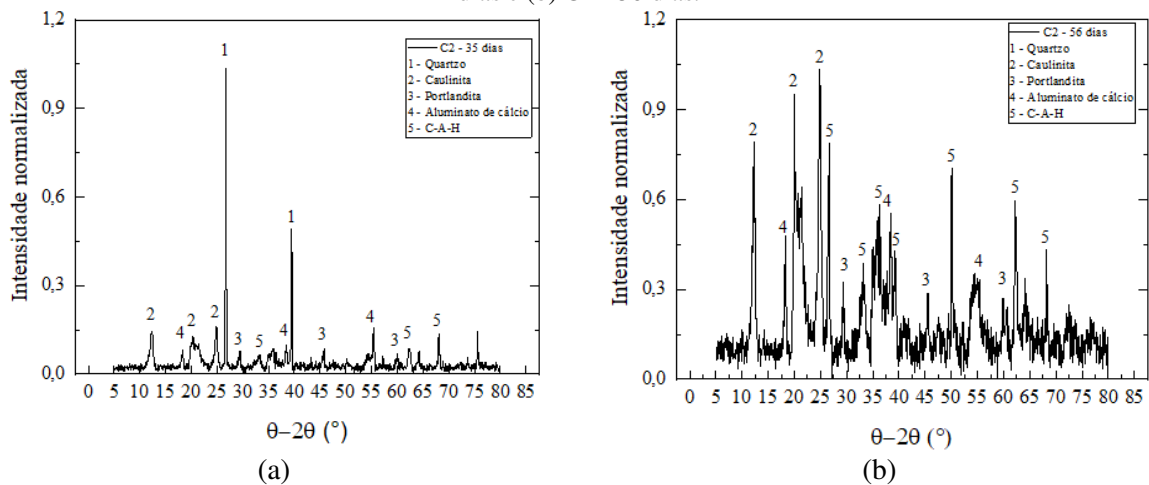 1,2
0,9
0,6
0,3
0,0
Intensidade normalizada
C2 - 35 dias
1 - Quartzo
2 - Caulinita
3 - Portlandita
4 - Aluminato de cálcio
5 - C-A-H
2 4 2 2 1 3 5 4 1 3 4 3 5 5
0 5 10 15 20 25 30 35 40 45 50 55 60 65 70 75 80 85
θ–2θ (°)
(a)
1,2
0,9
0,6
0,3
0,0
Intensidade normalizada
C2 - 56 dias
1 - Quartzo
2 - Caulinita
3 - Portlandita
4 - Aluminato de cálcio
5 - C-A-H
2 4 2 2 5 3 5 5 4 5 3 5 4 3 5 5
0 5 10 15 20 25 30 35 40 45 50 55 60 65 70 75 80 85
θ–2θ (°)
(b)